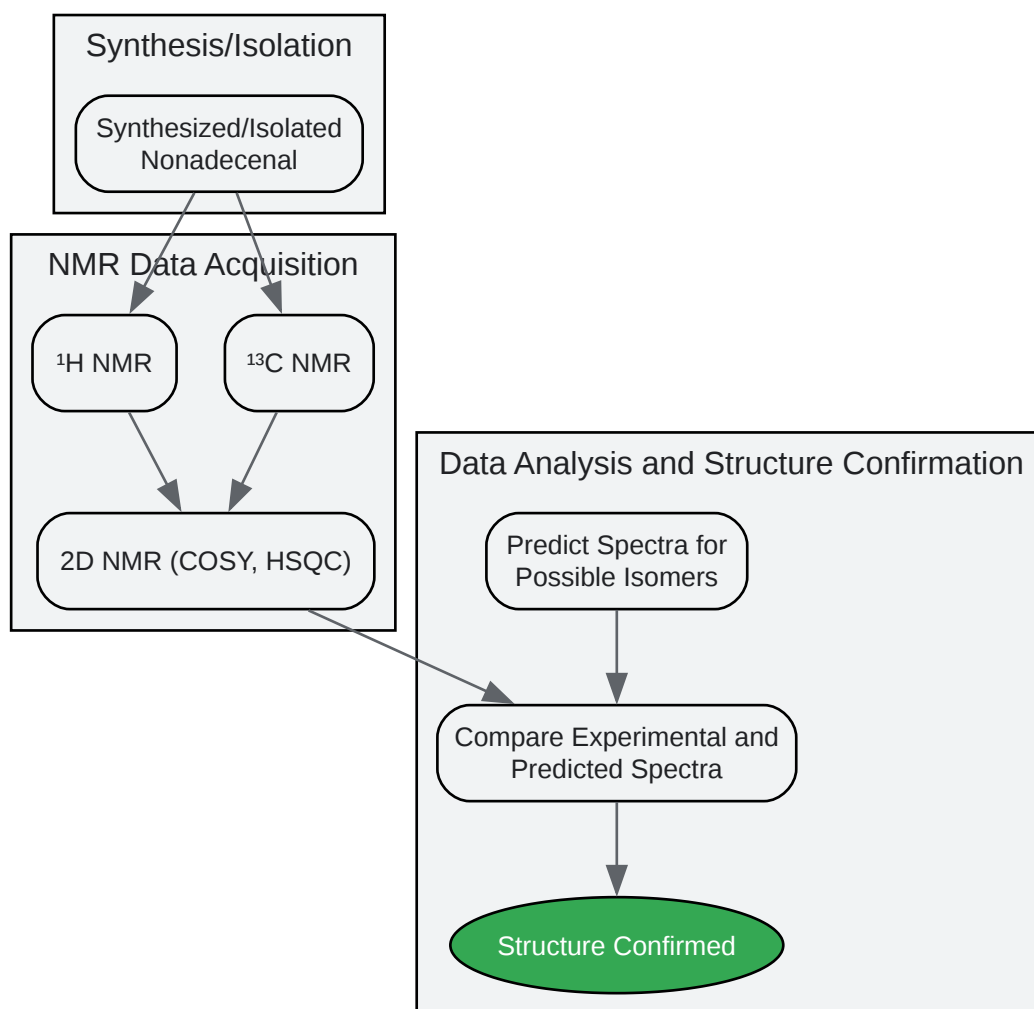 Synthesis/Isolation
Synthesized/Isolated
Nonadecenal
NMR Data Acquisition
¹H NMR
¹³C NMR
2D NMR (COSY, HSQC)
Data Analysis and Structure Confirmation
Predict Spectra for
Possible Isomers
Compare Experimental and
Predicted Spectra
Structure Confirmed